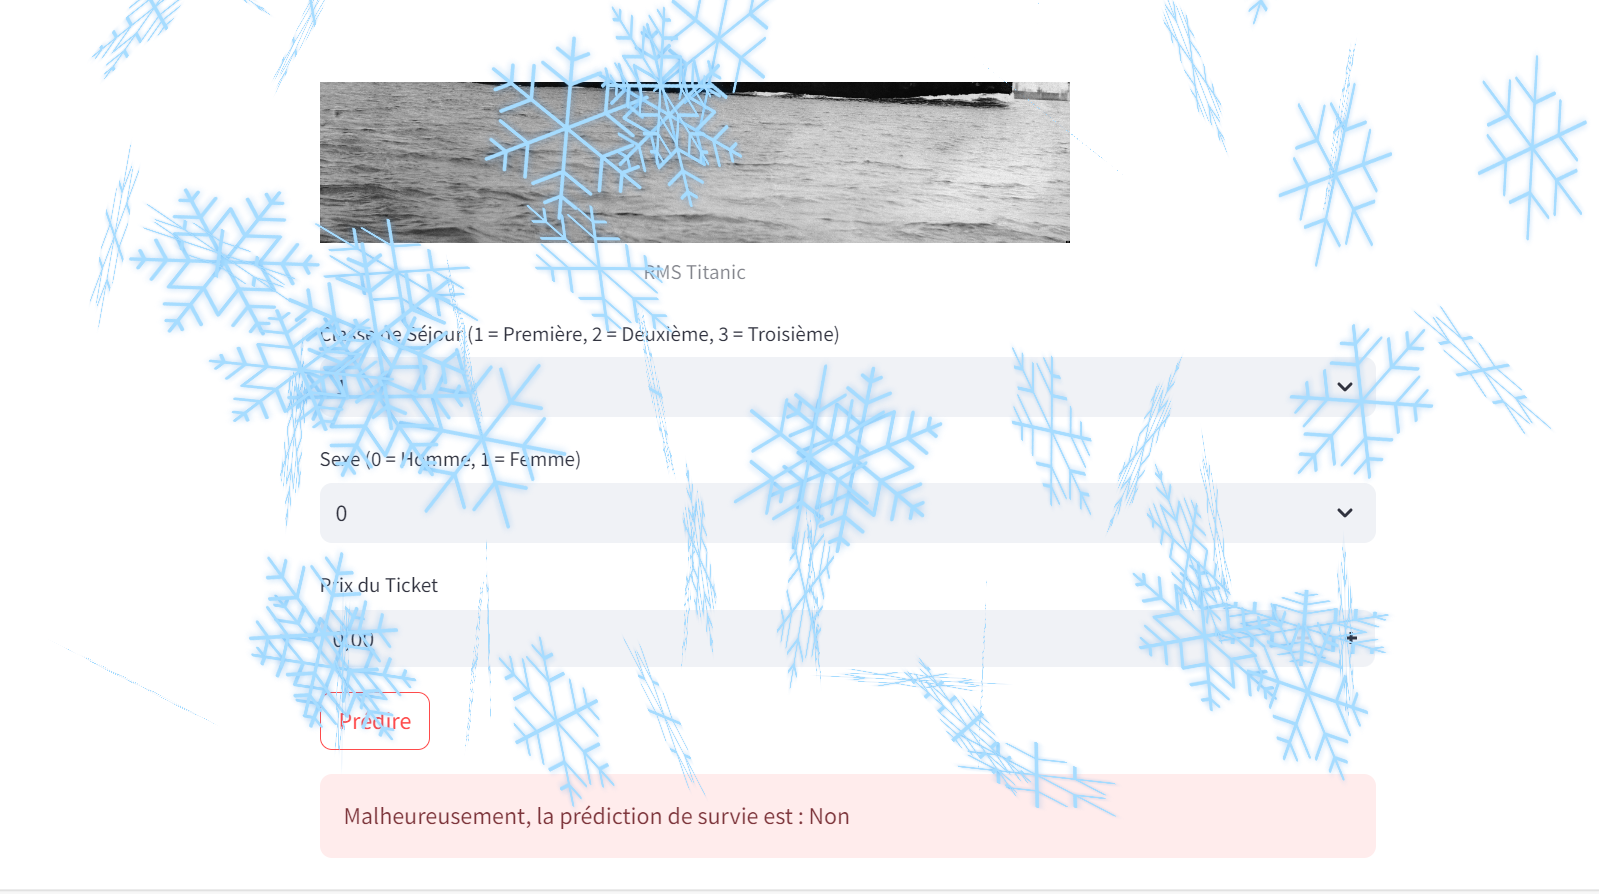 RMS Titanic
Classe de Séjour (1 = Première, 2 = Deuxième, 3 = Troisième)
1
Sexe (0 = Homme, 1 = Femme)
0
Prix du Ticket
0,00
Prédire
Malheureusement, la prédiction de survie est : Non